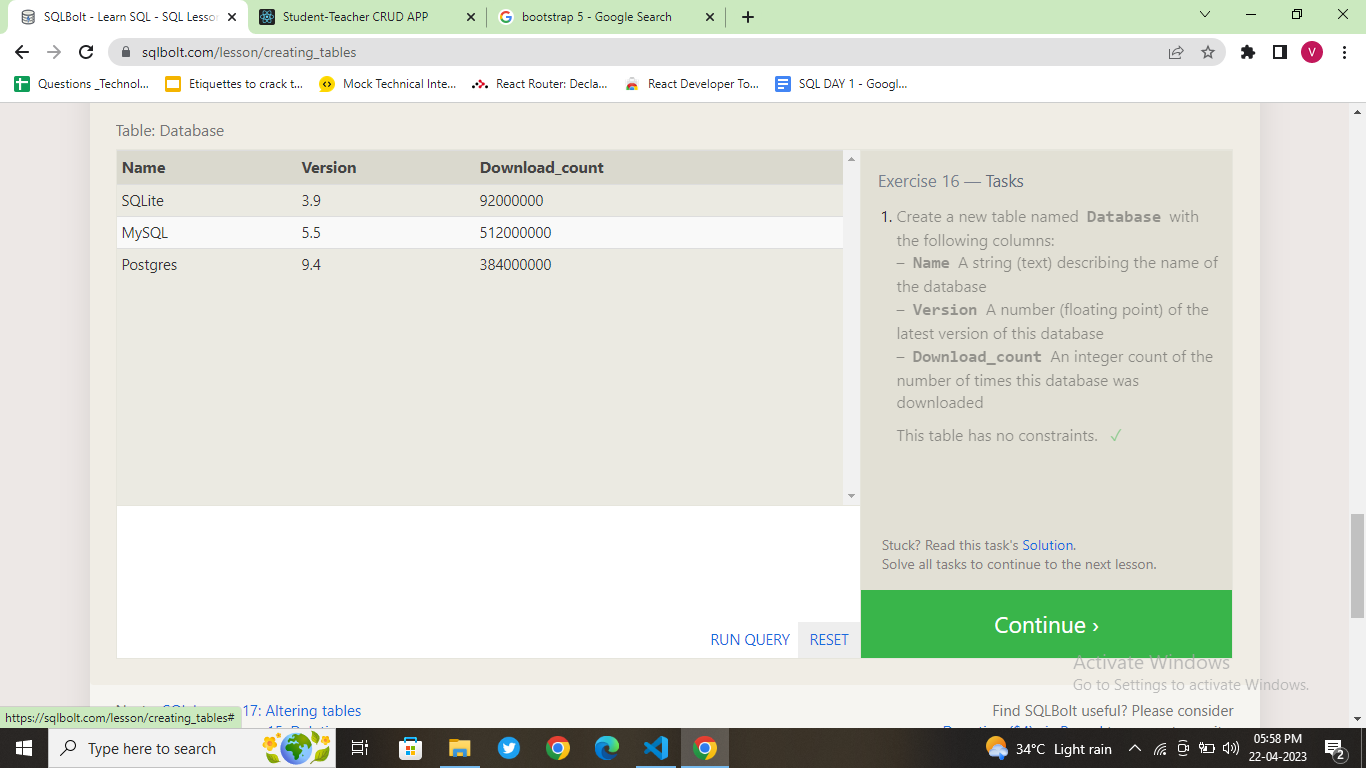 SQLBolt - Learn SQL - SQL Lesson
Student-Teacher CRUD APP
bootstrap 5 - Google Search
sqlbolt.com/lesson/creating_tables
V
Questions _Technol...
Etiquettes to crack t...
Mock Technical Inte...
React Router: Decla...
React Developer To...
SQL DAY 1 - Googl...
Table: Database
Name Version Download_count
SQLite 3.9 92000000
MySQL 5.5 512000000
Postgres 9.4 384000000
Exercise 16 — Tasks
1. Create a new table named Database with
the following columns:
– Name A string (text) describing the name of
the database
– Version A number (floating point) of the
latest version of this database
– Download_count An integer count of the
number of times this database was
downloaded
This table has no constraints. ✓
Stuck? Read this task's Solution.
Solve all tasks to continue to the next lesson.
RUN QUERY RESET
Continue ›
Activate Windows
Go to Settings to activate Windows.
17: Altering tables
Find SQLBolt useful? Please consider
https://sqlbolt.com/lesson/creating_tables#
Type here to search
34°C Light rain
05:58 PM
22-04-2023
2